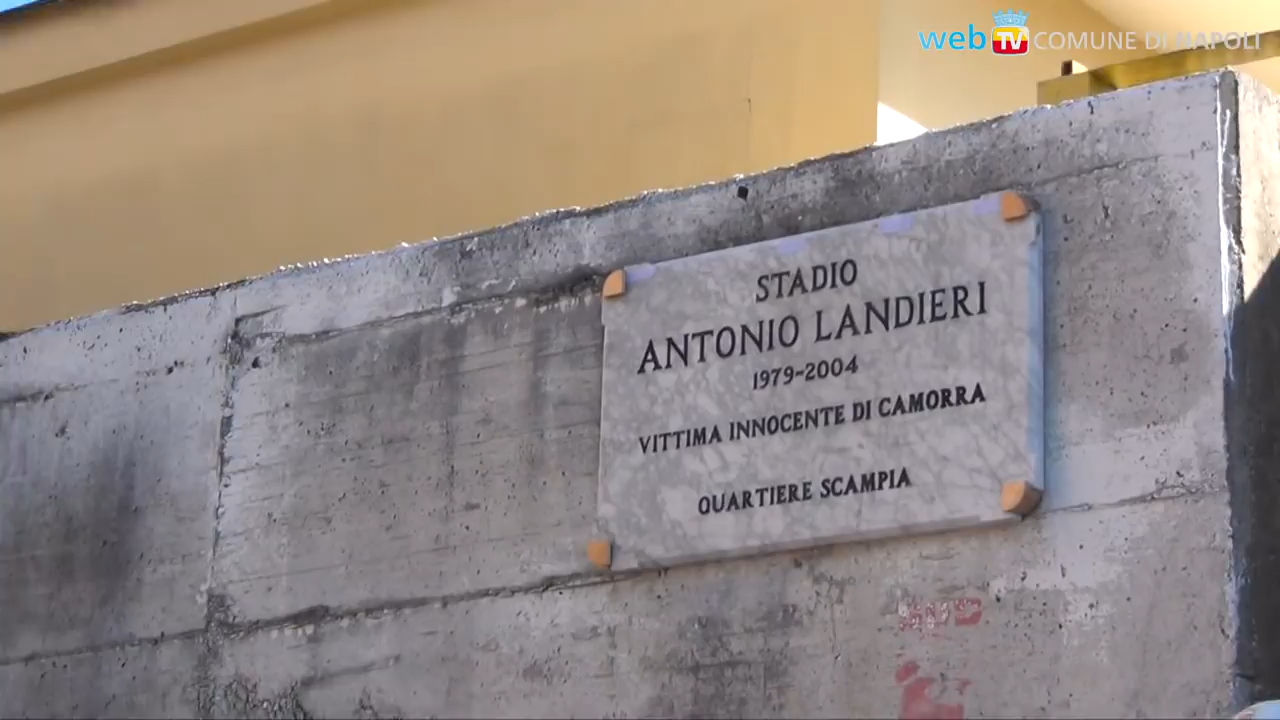 web TV COMUNE DI NAPOLI
STADIO
ANTONIO LANDIERI
1979-2004
VITTIMA INNOCENTE DI CAMORRA
QUARTIERE SCAMPIA